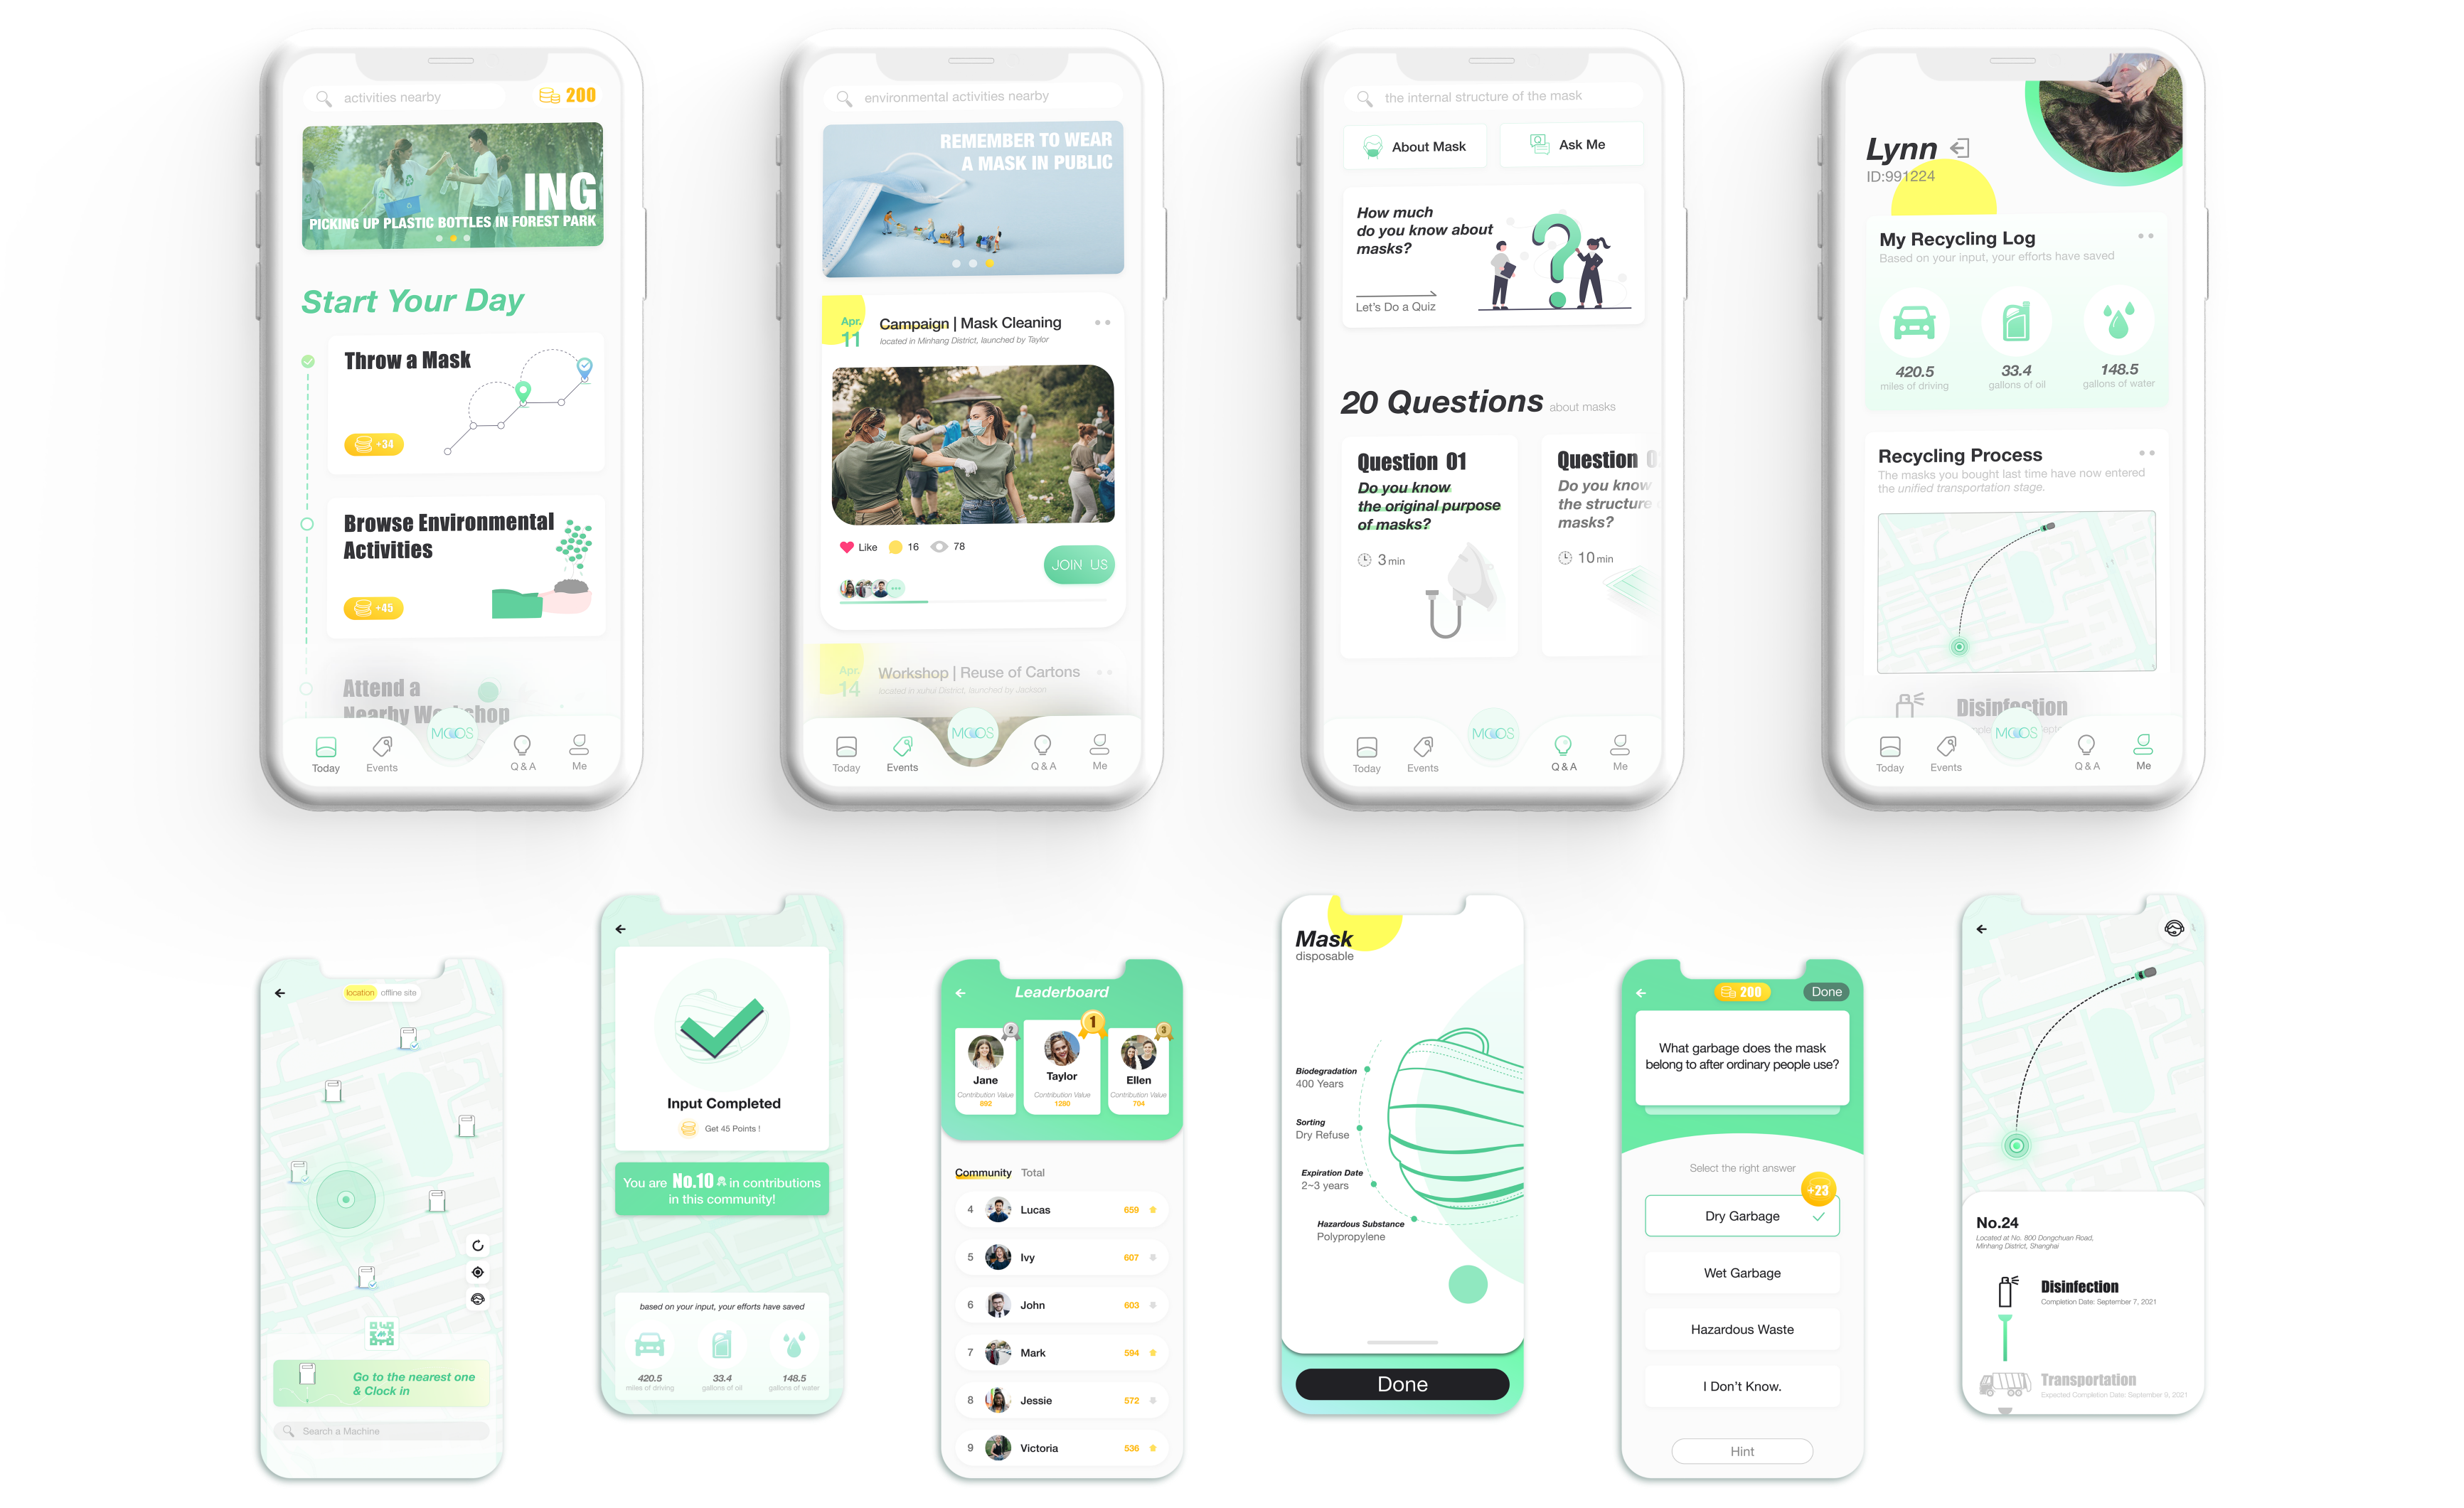 activities nearby
200
ING
PICKING UP PLASTIC BOTTLES IN FOREST PARK
Start Your Day
Throw a Mask
+34
Browse Environmental
Activities
+45
Attend a
Nearby Workshop
MOOS
Today
Events
Q & A
Me
environmental activities nearby
REMEMBER TO WEAR
A MASK IN PUBLIC
Apr.
11
Campaign | Mask Cleaning
located in Minhang District, launched by Taylor
Like
16
78
JOIN US
Apr.
14
Workshop | Reuse of Cartons
located in xuhui District, launched by Jackson
MOOS
Today
Events
Q & A
Me
the internal structure of the mask
About Mask
Ask Me
How much
do you know about
masks?
Let's Do a Quiz
20 Questions about masks
Question 01
Do you know
the original purpose
of masks?
3 min
Question 0
Do you know
the structure
masks?
10 min
MOOS
Today
Events
Q & A
Me
Lynn
ID:991224
My Recycling Log
Based on your input, your efforts have saved
420.5
miles of driving
33.4
gallons of oil
148.5
gallons of water
Recycling Process
The masks you bought last time have now entered
the unified transportation stage.
Disinfection
MOOS
Today
Events
Q & A
Me
location offline site
Go to the nearest one
& Clock in
Search a Machine
Input Completed
Get 45 Points !
You are No.10 in contributions
in this community!
based on your input, your efforts have saved
420.5
miles of driving
33.4
gallons of oil
148.5
gallons of water
Leaderboard
2
1
3
Jane
Contribution Value
892
Taylor
Contribution Value
1280
Ellen
Contribution Value
704
Community Total
4 Lucas 659
5 Ivy 607
6 John 603
7 Mark 594
8 Jessie 572
9 Victoria 536
Mask
disposable
Biodegradation
400 Years
Sorting
Dry Refuse
Expiration Date
2~3 years
Hazardous Substance
Polypropylene
Done
200
Done
What garbage does the mask
belong to after ordinary people use?
Select the right answer
+23
Dry Garbage
Wet Garbage
Hazardous Waste
I Don't Know.
Hint
No.24
Located at No. 800 Dongchuan Road,
Minhang District, Shanghai
Disinfection
Completion Date: September 7, 2021
Transportation
Expected Completion Date: September 9, 2021